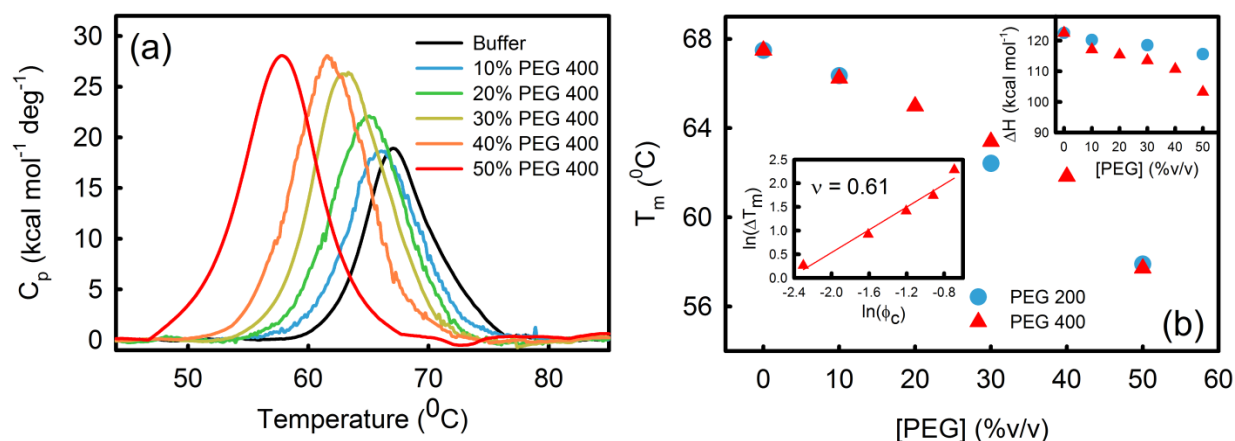 (a)
Buffer
10% PEG 400
20% PEG 400
30% PEG 400
40% PEG 400
50% PEG 400
30
25
20
15
10
5
0
Cp (kcal mol-1 deg-1)
50 60 70 80
Temperature (0C)
(b)
68
64
60
56
Tm (0C)
0 10 20 30 40 50 60
[PEG] (%v/v)
120
110
100
90
ΔH (kcal mol-1)
0 10 20 30 40 50
[PEG] (%v/v)
ν = 0.61
2.5
2.0
1.5
1.0
0.5
0.0
ln(ΔTm)
-2.4 -2.0 -1.6 -1.2 -0.8
ln(ϕc)
PEG 200
PEG 400